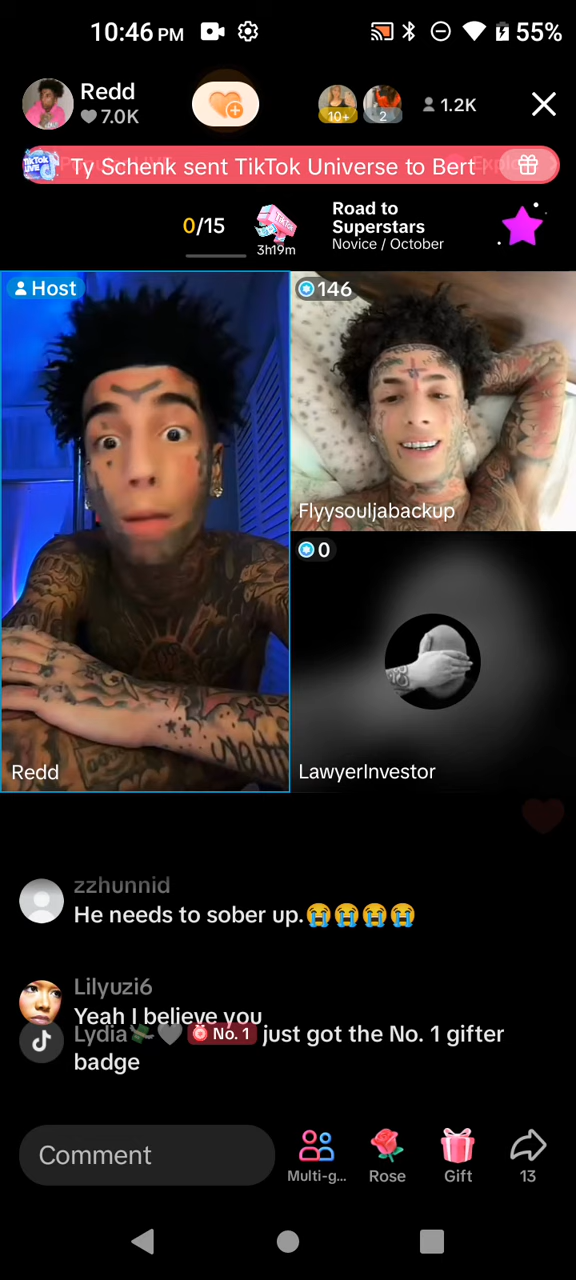 10:46 PM
55%
Redd
7.0K
10+
2
1.2K
TikTok LIVE
Ty Schenk sent TikTok Universe to Bert
0/15
3h19m
Road to
Superstars
Novice / October
Host
146
Flyysouljabackup
0
Redd
LawyerInvestor
zzhunnid
He needs to sober up.😭😭😭😭
Lilyuzi6
Yeah I believe you
Lydia No. 1 just got the No. 1 gifter
badge
Comment
Multi-g...
Rose
Gift
13